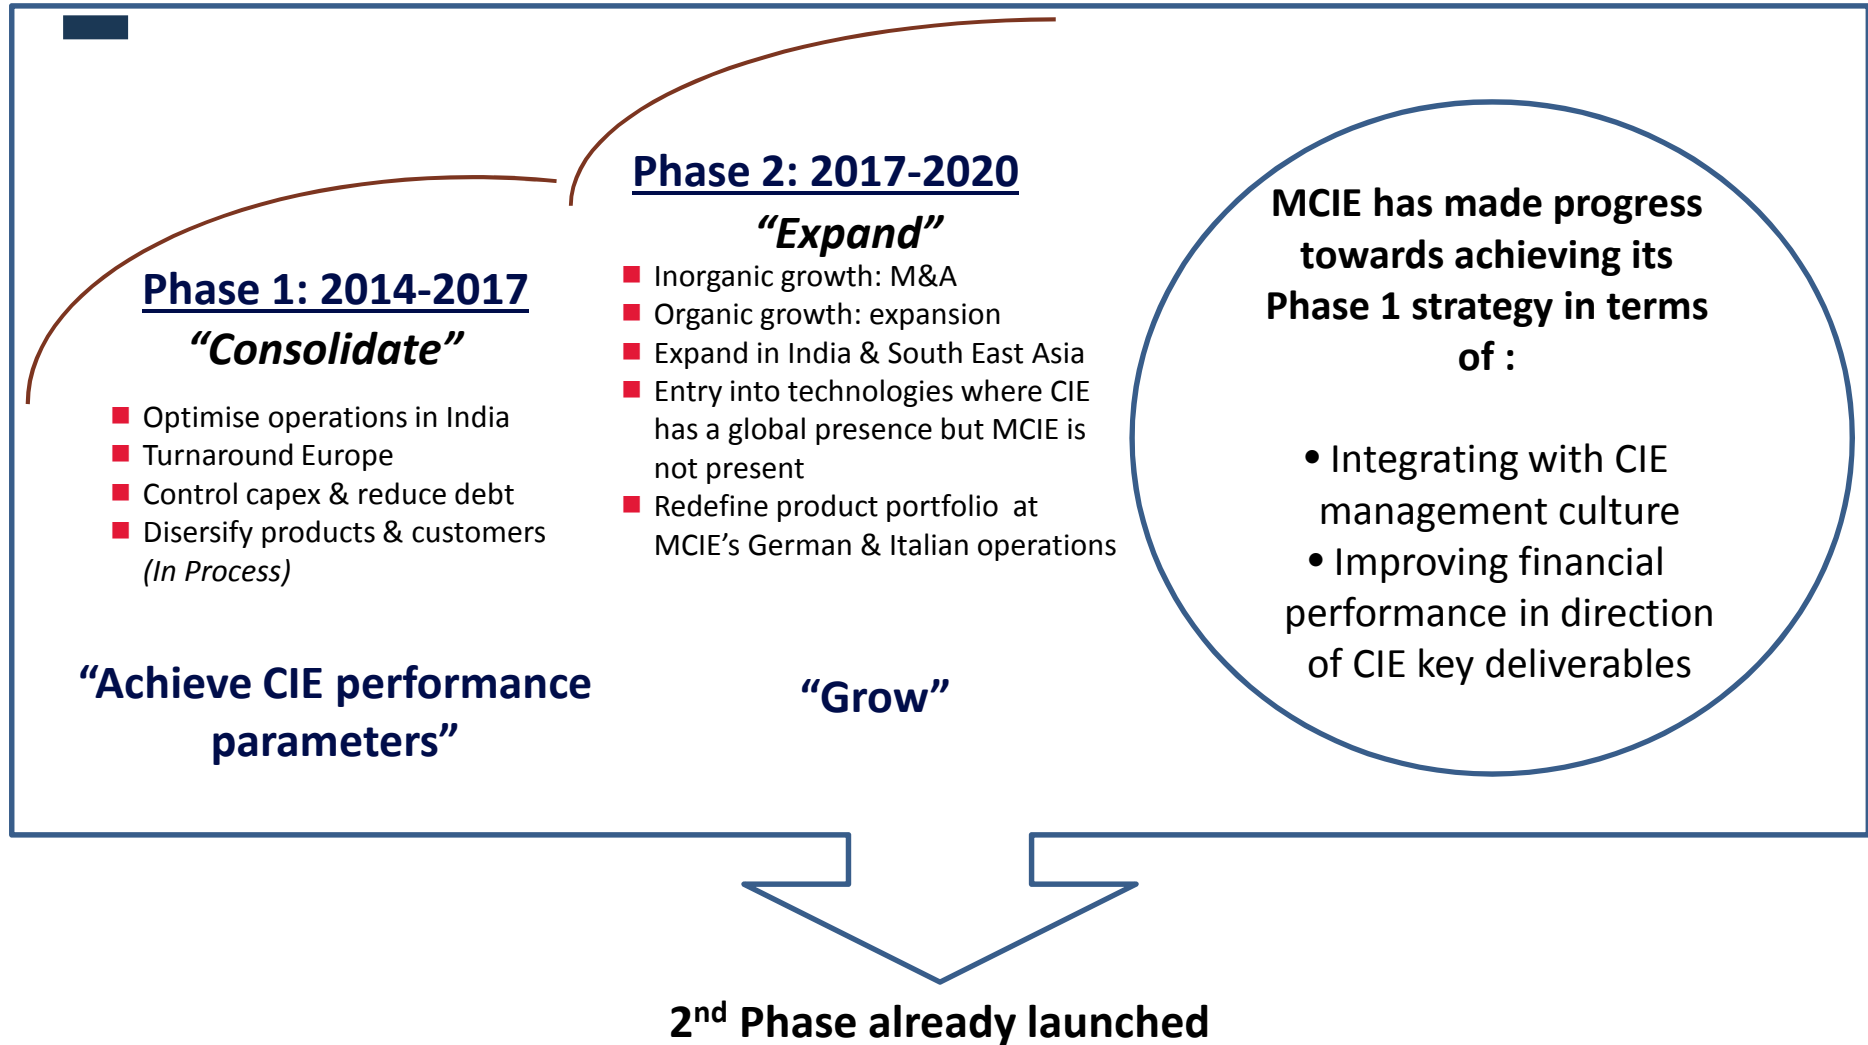 Phase 1: 2014-2017
“Consolidate”
Optimise operations in India
Turnaround Europe
Control capex & reduce debt
Disersify products & customers
(In Process)
“Achieve CIE performance
parameters”
Phase 2: 2017-2020
“Expand”
Inorganic growth: M&A
Organic growth: expansion
Expand in India & South East Asia
Entry into technologies where CIE
has a global presence but MCIE is
not present
Redefine product portfolio at
MCIE’s German & Italian operations
“Grow”
MCIE has made progress
towards achieving its
Phase 1 strategy in terms
of :
• Integrating with CIE
management culture
• Improving financial
performance in direction
of CIE key deliverables
2nd Phase already launched